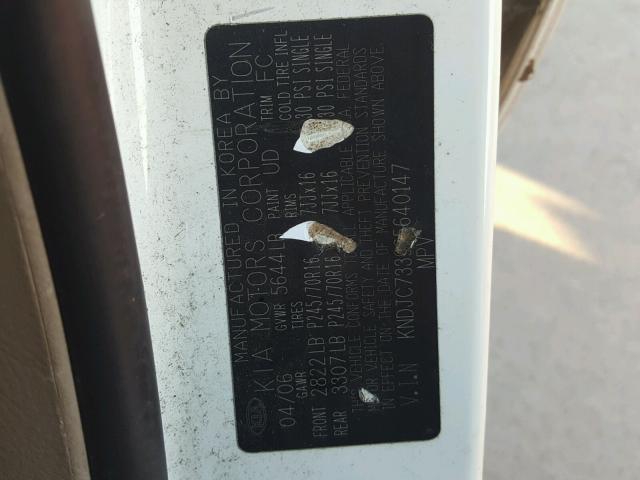 KIA
MANUFACTURED IN KOREA BY
KIA MOTORS CORPORATION
04/06 GVWR 5644LB PAINT UD TRIM FC
GAWR TIRES RIMS COLD TIRE INFL
FRONT 2822LB P245/70R16 7JJx16 30 PSI SINGLE
REAR 3307LB P245/70R16 7JJx16 30 PSI SINGLE
VEHICLE CONFORMS APPLICABLE FEDERAL
VEHICLE SAFETY AND THEFT PREVENTION STANDARDS
IN EFFECT ON THE DATE OF MANUFACTURE SHOWN ABOVE.
V.I.N KNDJC733 640147
MPV